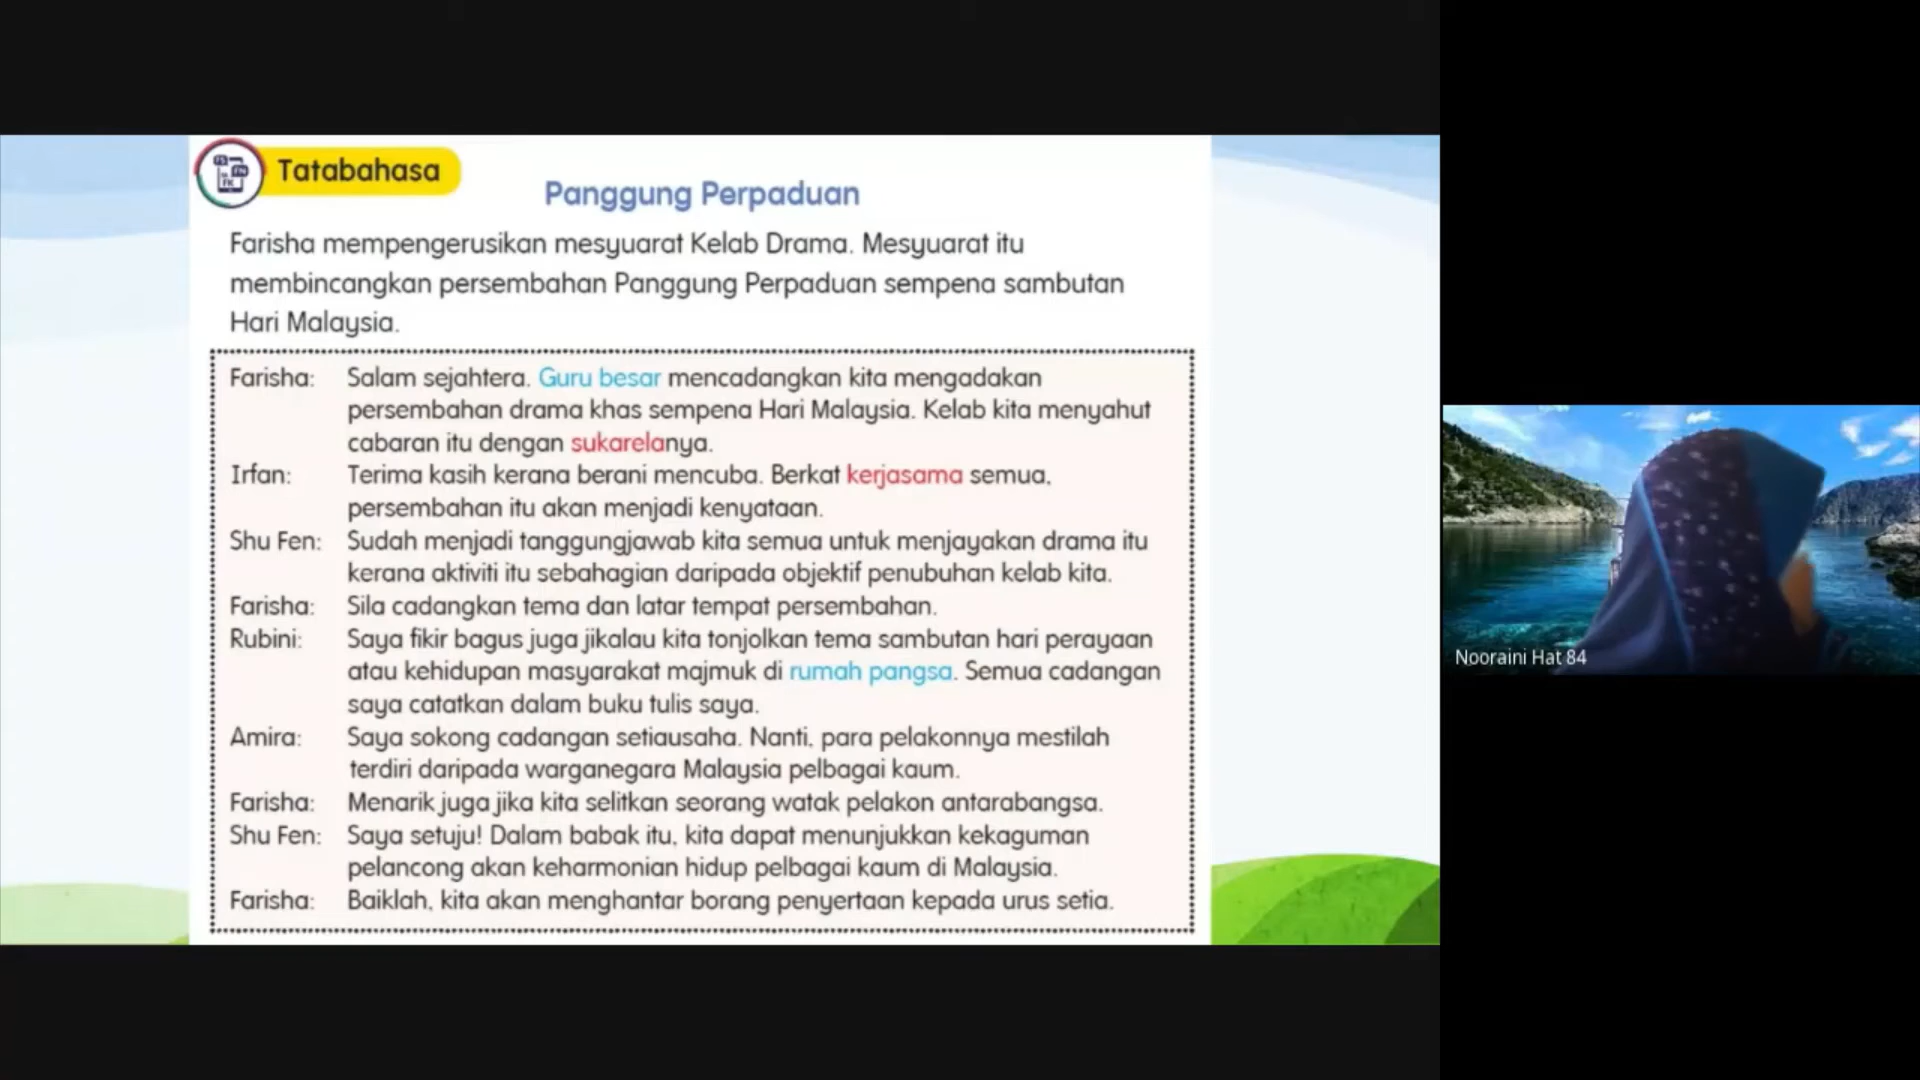 Tatabahasa
Panggung Perpaduan
Farisha mempengerusikan mesyuarat Kelab Drama. Mesyuarat itu
membincangkan persembahan Panggung Perpaduan sempena sambutan
Hari Malaysia.
Farisha: Salam sejahtera. Guru besar mencadangkan kita mengadakan
persembahan drama khas sempena Hari Malaysia. Kelab kita menyahut
cabaran itu dengan sukarelanya.
Irfan: Terima kasih kerana berani mencuba. Berkat kerjasama semua,
persembahan itu akan menjadi kenyataan.
Shu Fen: Sudah menjadi tanggungjawab kita semua untuk menjayakan drama itu
kerana aktiviti itu sebahagian daripada objektif penubuhan kelab kita.
Farisha: Sila cadangkan tema dan latar tempat persembahan.
Rubini: Saya fikir bagus juga jikalau kita tonjolkan tema sambutan hari perayaan
atau kehidupan masyarakat majmuk di rumah pangsa. Semua cadangan
saya catatkan dalam buku tulis saya.
Amira: Saya sokong cadangan setiausaha. Nanti, para pelakonnya mestilah
terdiri daripada warganegara Malaysia pelbagai kaum.
Farisha: Menarik juga jika kita selitkan seorang watak pelakon antarabangsa.
Shu Fen: Saya setuju! Dalam babak itu, kita dapat menunjukkan kekaguman
pelancong akan keharmonian hidup pelbagai kaum di Malaysia.
Farisha: Baiklah, kita akan menghantar borang penyertaan kepada urus setia.
Nooraini Hat 84